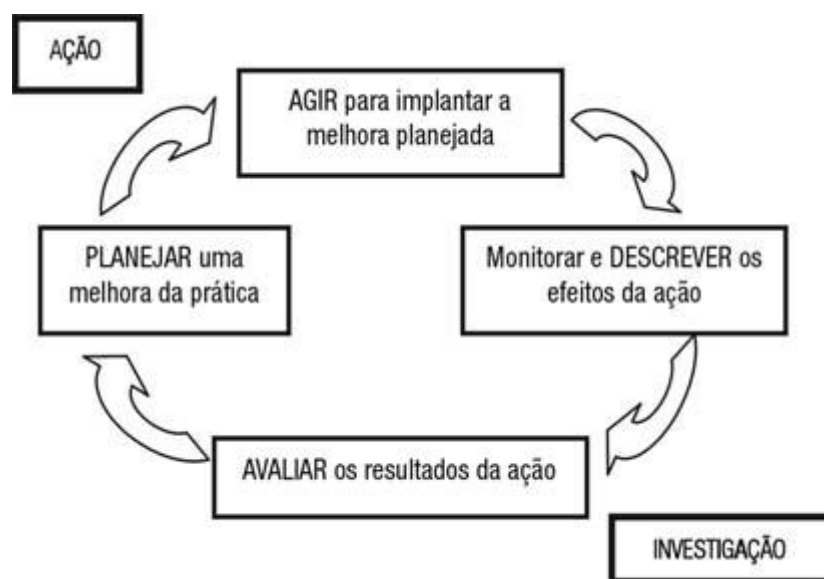 AÇÃO
AGIR para implantar a
melhora planejada
PLANEJAR uma
melhora da prática
Monitorar e DESCREVER os
efeitos da ação
AVALIAR os resultados da ação
INVESTIGAÇÃO